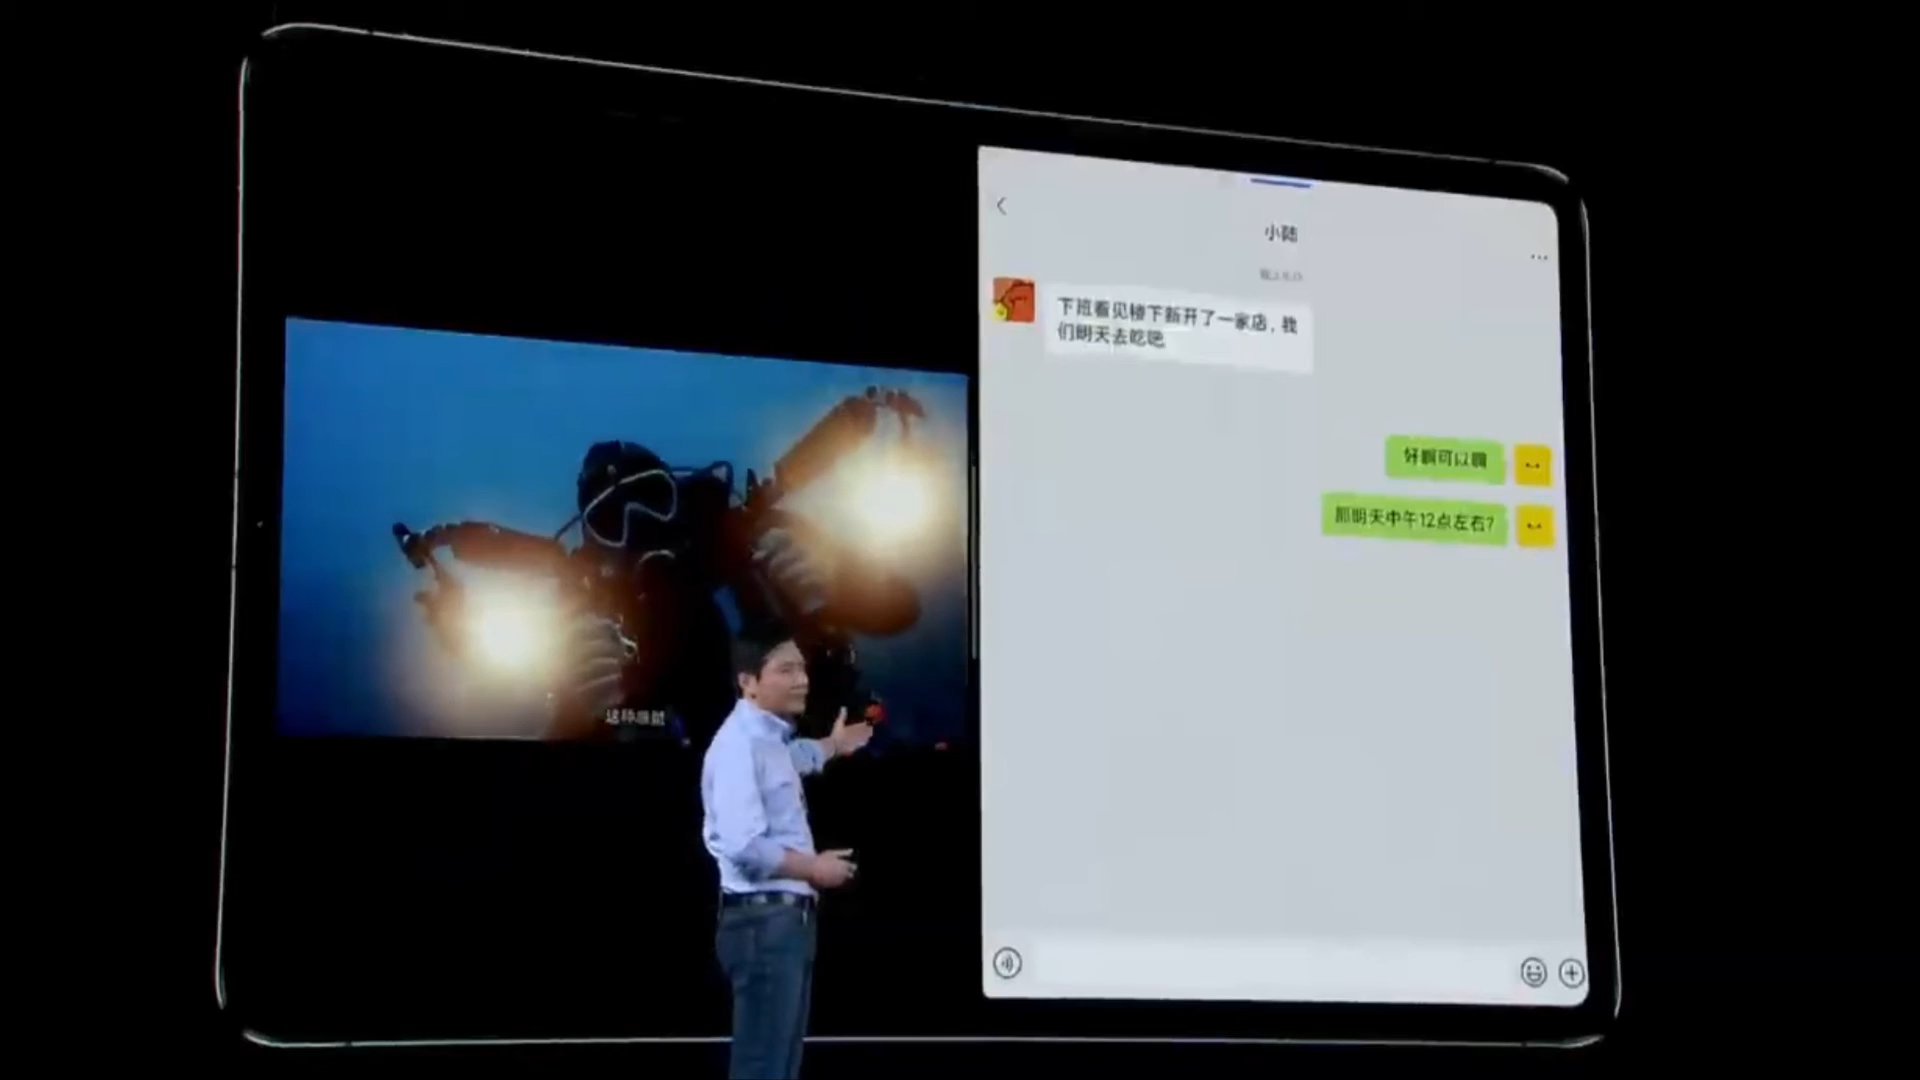 小陆
下班看见楼下新开了一家店，我
们明天去吃吧
好啊可以啊
那明天中午12点左右？